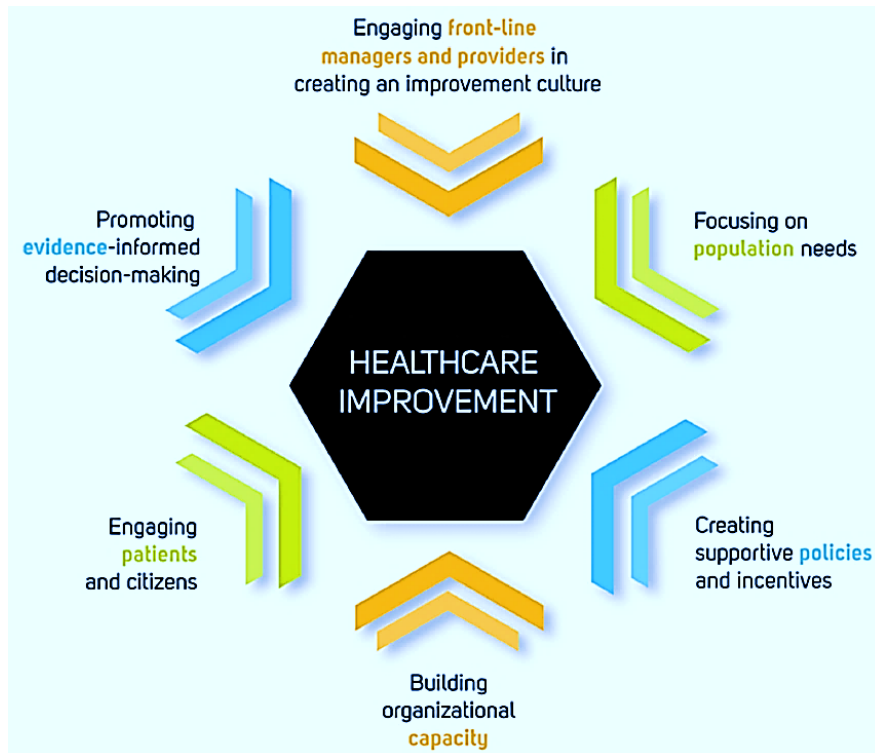 Engaging front-line
managers and providers in
creating an improvement culture
Promoting
evidence-informed
decision-making
Focusing on
population needs
HEALTHCARE
IMPROVEMENT
Engaging
patients
and citizens
Creating
supportive policies
and incentives
Building
organizational
capacity